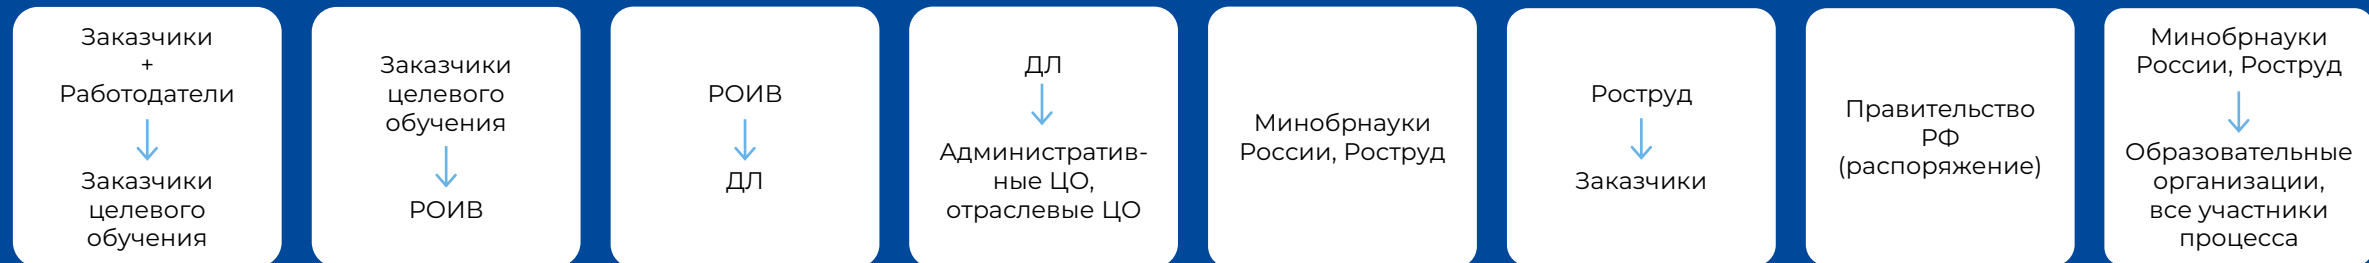 Заказчики
+
Работодатели
Заказчики
целевого
обучения
Заказчики
целевого
обучения
РОИВ
РОИВ
ДЛ
ДЛ
Административ-
ные ЦО,
отраслевые ЦО
Минобрнауки
России, Роструд
Роструд
Заказчики
Правительство
РФ
(распоряжение)
Минобрнауки
России, Роструд
Образовательные
организации,
все участники
процесса